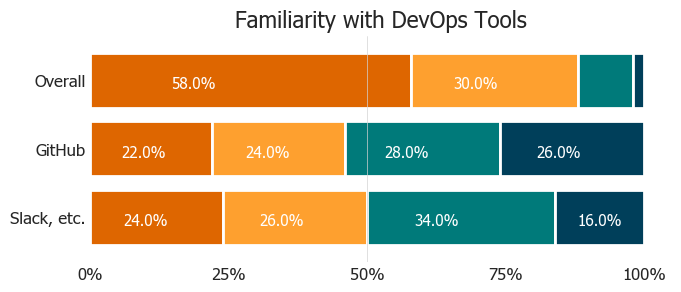 Familiarity with DevOps Tools
Overall 58.0% 30.0%
GitHub 22.0% 24.0% 28.0% 26.0%
Slack, etc. 24.0% 26.0% 34.0% 16.0%
0% 25% 50% 75% 100%